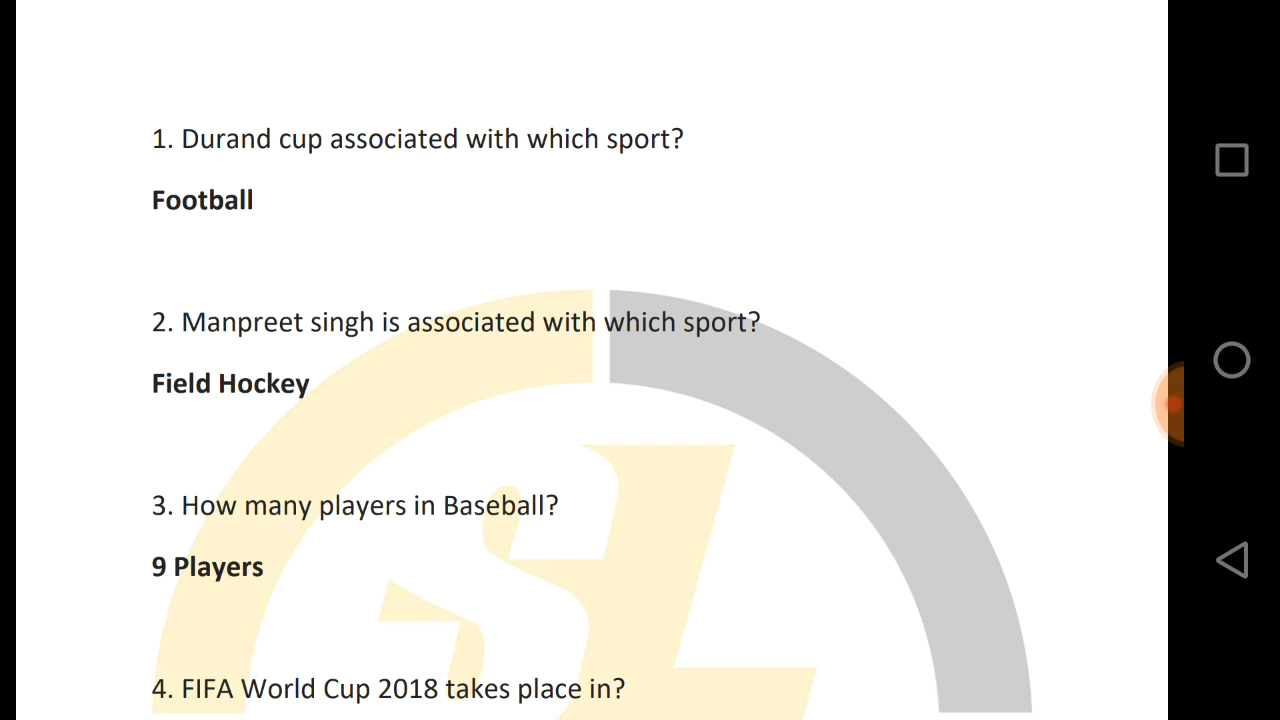 1. Durand cup associated with which sport?
Football
2. Manpreet singh is associated with which sport?
Field Hockey
3. How many players in Baseball?
9 Players
SL
4. FIFA World Cup 2018 takes place in?